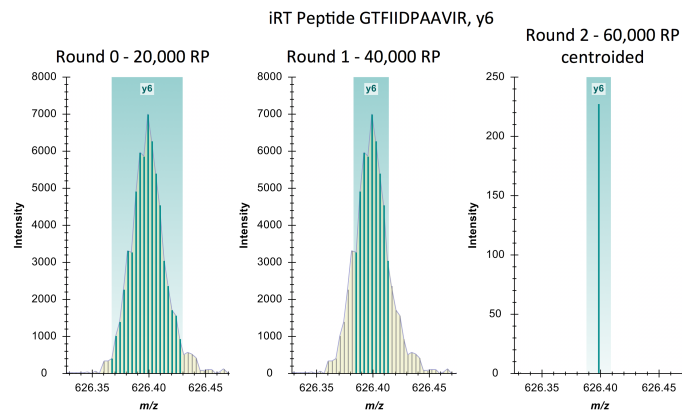 iRT Peptide GTFIIDPAAVIR, y6
Round 0 - 20,000 RP
Round 1 - 40,000 RP
Round 2 - 60,000 RP
centroided
8000
7000
6000
5000
4000
3000
2000
1000
0
Intensity
y6
626.35 626.40 626.45
m/z
8000
7000
6000
5000
4000
3000
2000
1000
0
Intensity
y6
626.35 626.40 626.45
m/z
250
200
150
100
50
0
Intensity
y6
626.35 626.40 626.45
m/z